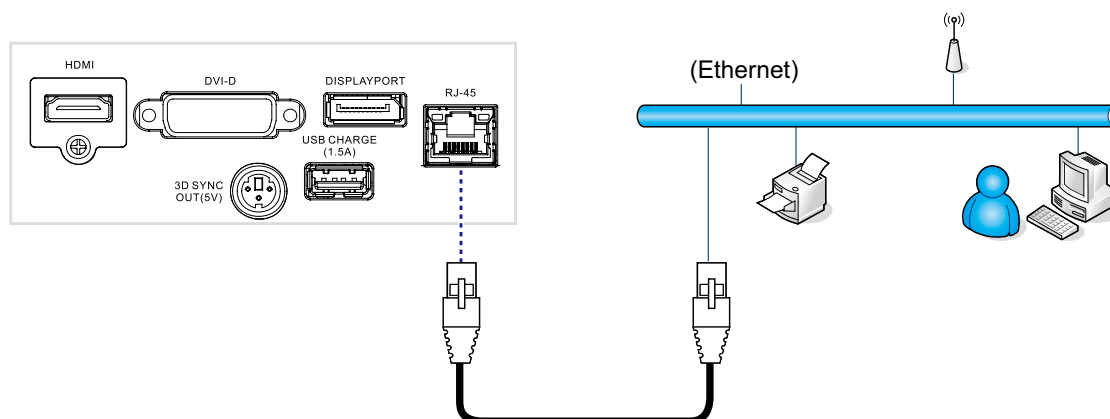 HDMI
DVI-D
DISPLAYPORT
RJ-45
USB CHARGE
(1.5A)
3D SYNC
OUT(5V)
(Ethernet)